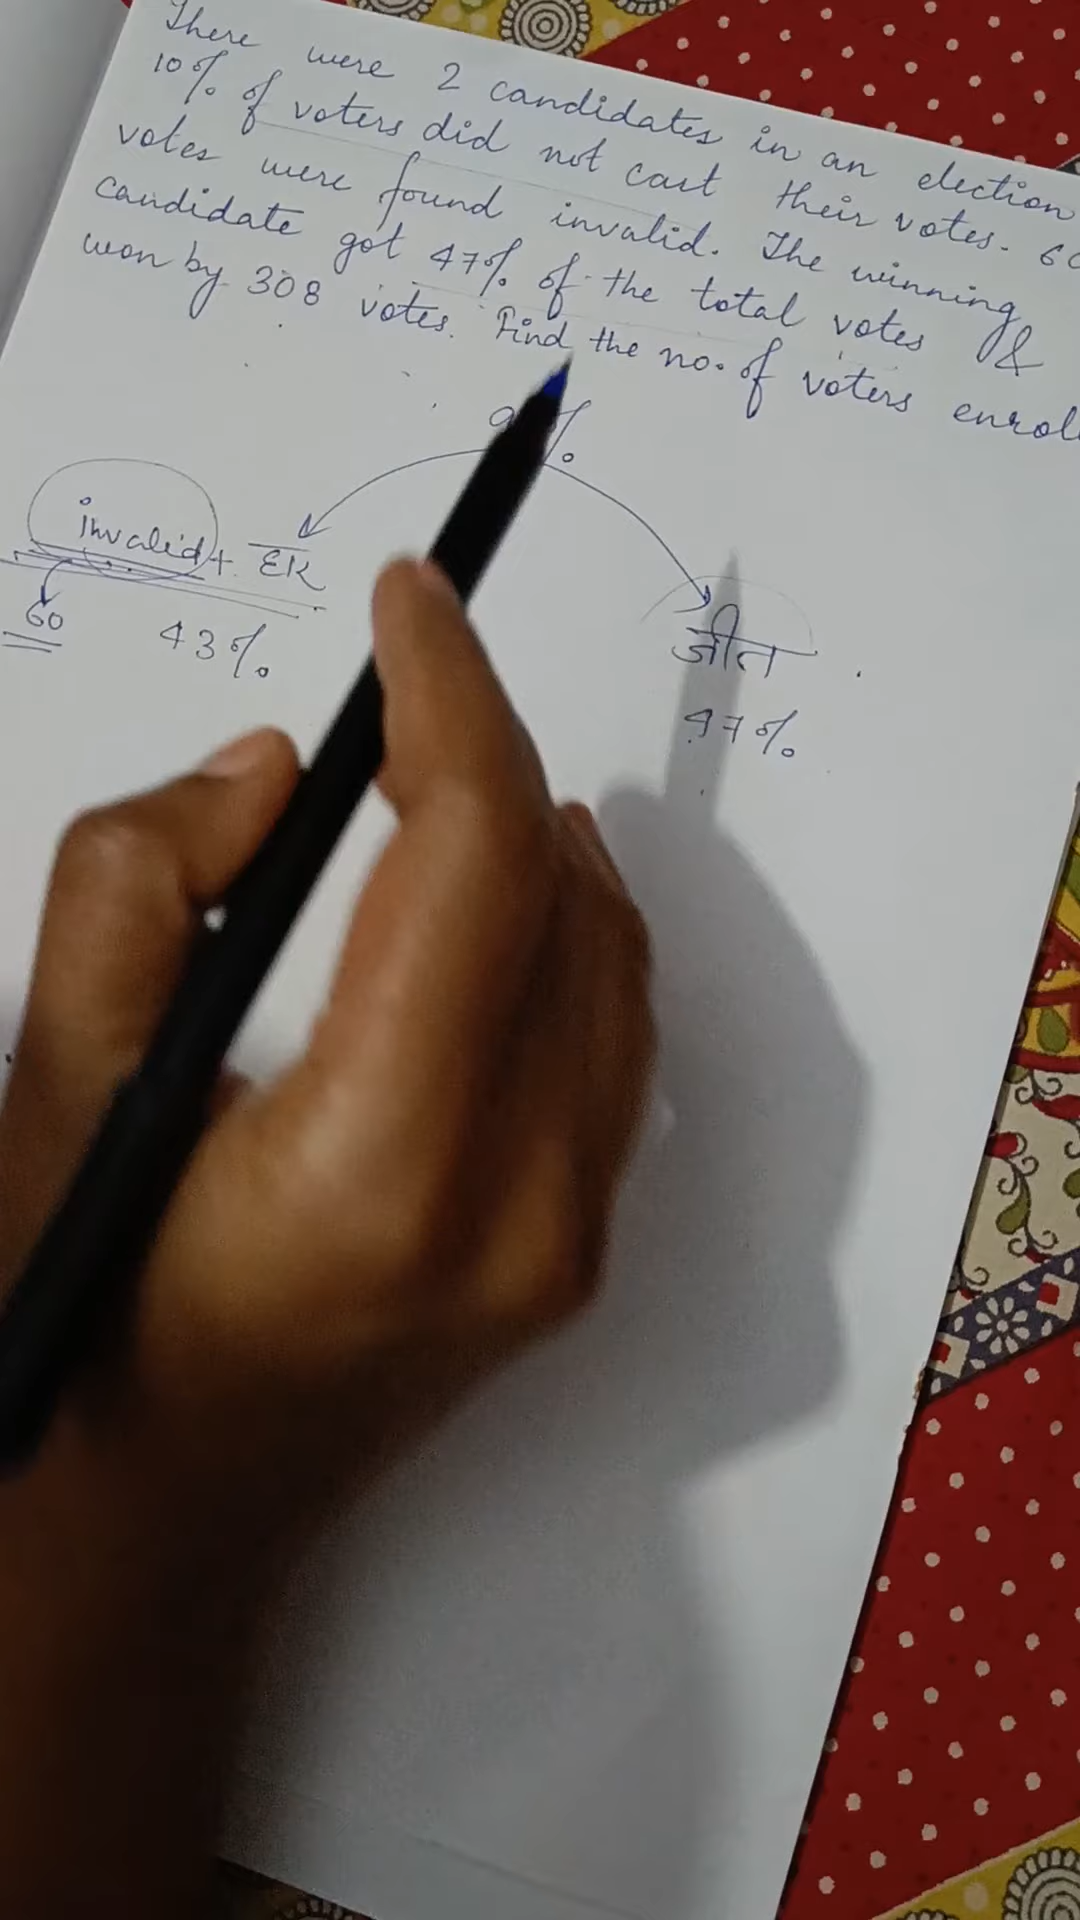 There were 2 candidates in an election
10% of voters did not cast their votes. 60
votes were found invalid. The winning
candidate got 47% of the total votes &
won by 308 votes. Find the no. of voters
invalid +
60
43%
जीत
47%